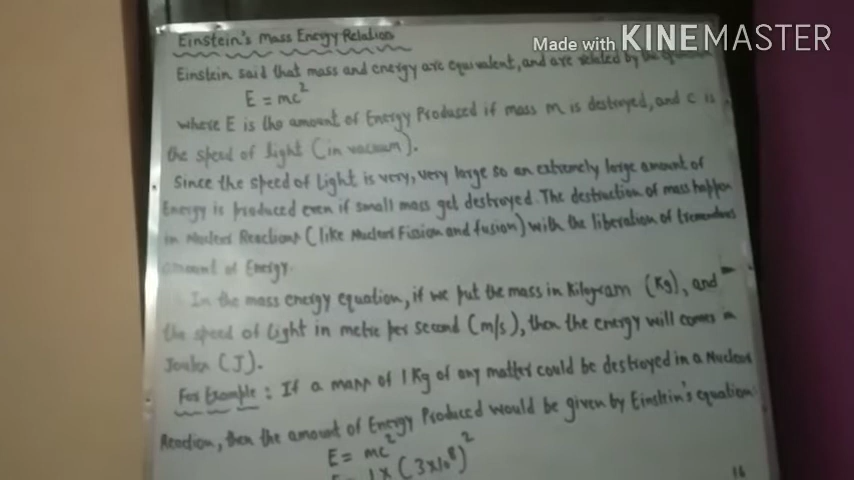 Made with KINEMASTER
Einstein's Mass Energy Relation
Einstein said that mass and energy are equivalent, and are related by the
E = mc²
where E is the amount of Energy Produced if mass m is destroyed, and c is
the speed of light (in vacuum).
Since the speed of Light is very, very large so an extremely large amount of
Energy is produced even if small mass get destroyed. The destruction of mass happen
in Nuclear Reactions (like Nuclear Fission and fusion) with the liberation of tremendous
amount of Energy.
In the mass energy equation, if we put the mass in Kilogram (Kg), and
the speed of light in metre per second (m/s), then the energy will comes in
Joules (J).
For Example : If a mass of 1 Kg of any matter could be destroyed in a Nuclear
Reaction, then the amount of Energy Produced would be given by Einstein's equation:
E = mc²
E = 1 x (3x10⁸)²
16